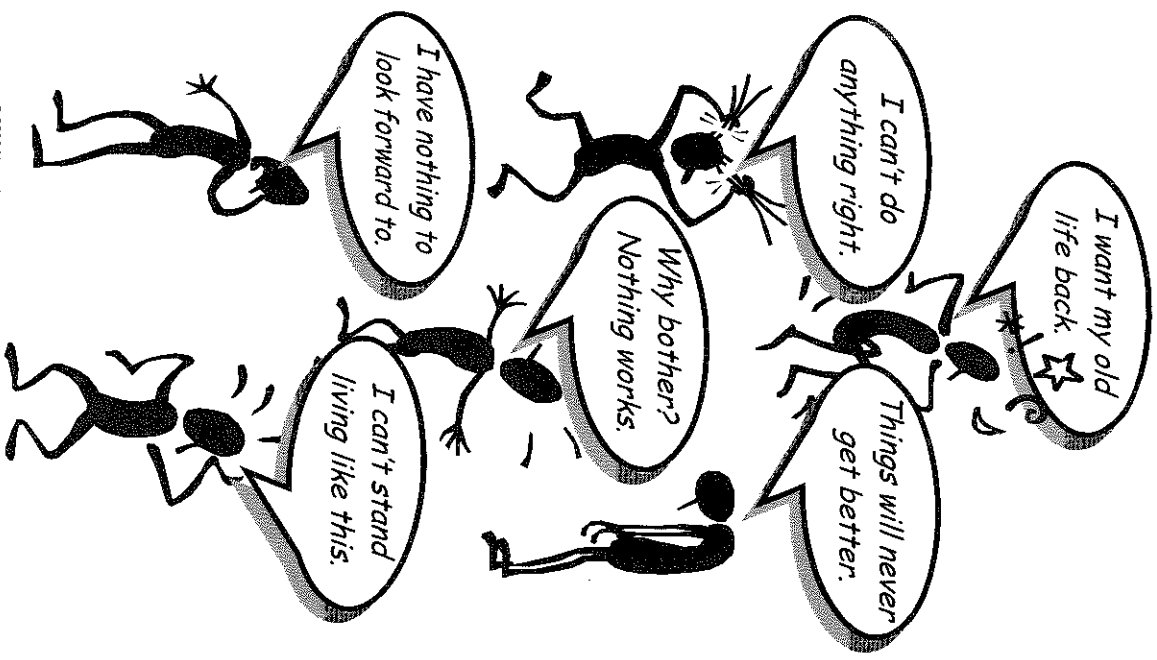 I want my old
life back.
I can't do
anything right.
Things will never
get better.
Why bother?
Nothing works.
I have nothing to
look forward to.
I can't stand
living like this.